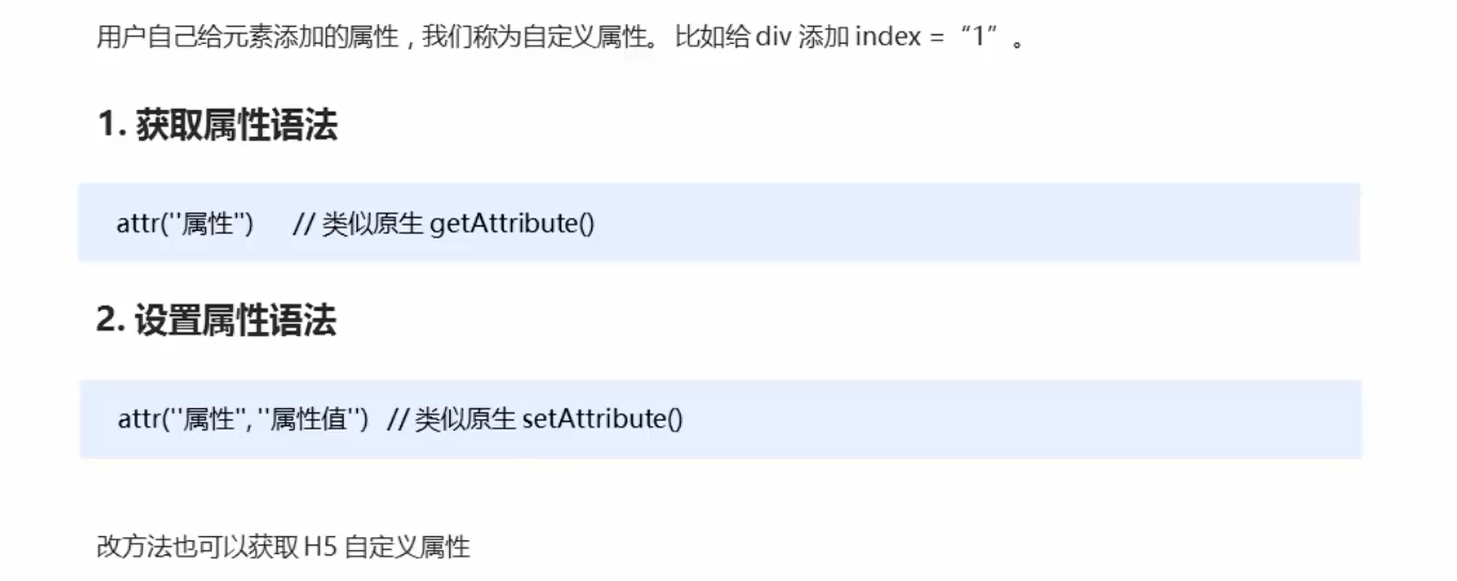 用户自己给元素添加的属性，我们称为自定义属性。 比如给 div 添加 index = “1” 。
1. 获取属性语法
attr(''属性'') // 类似原生 getAttribute()
2. 设置属性语法
attr(''属性'', ''属性值'') // 类似原生 setAttribute()
改方法也可以获取 H5 自定义属性